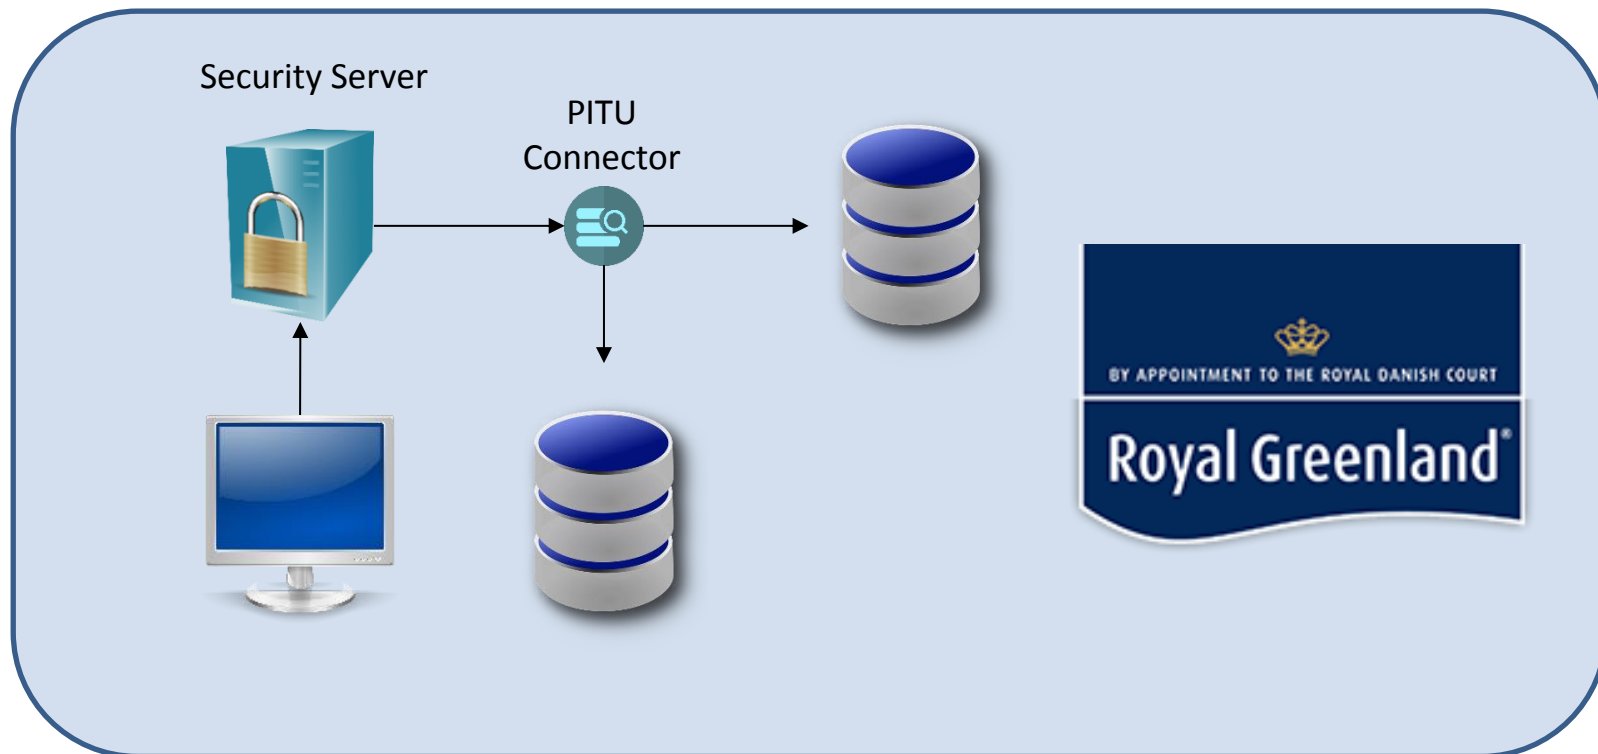 Security Server
PITU
Connector
BY APPOINTMENT TO THE ROYAL DANISH COURT
Royal Greenland®